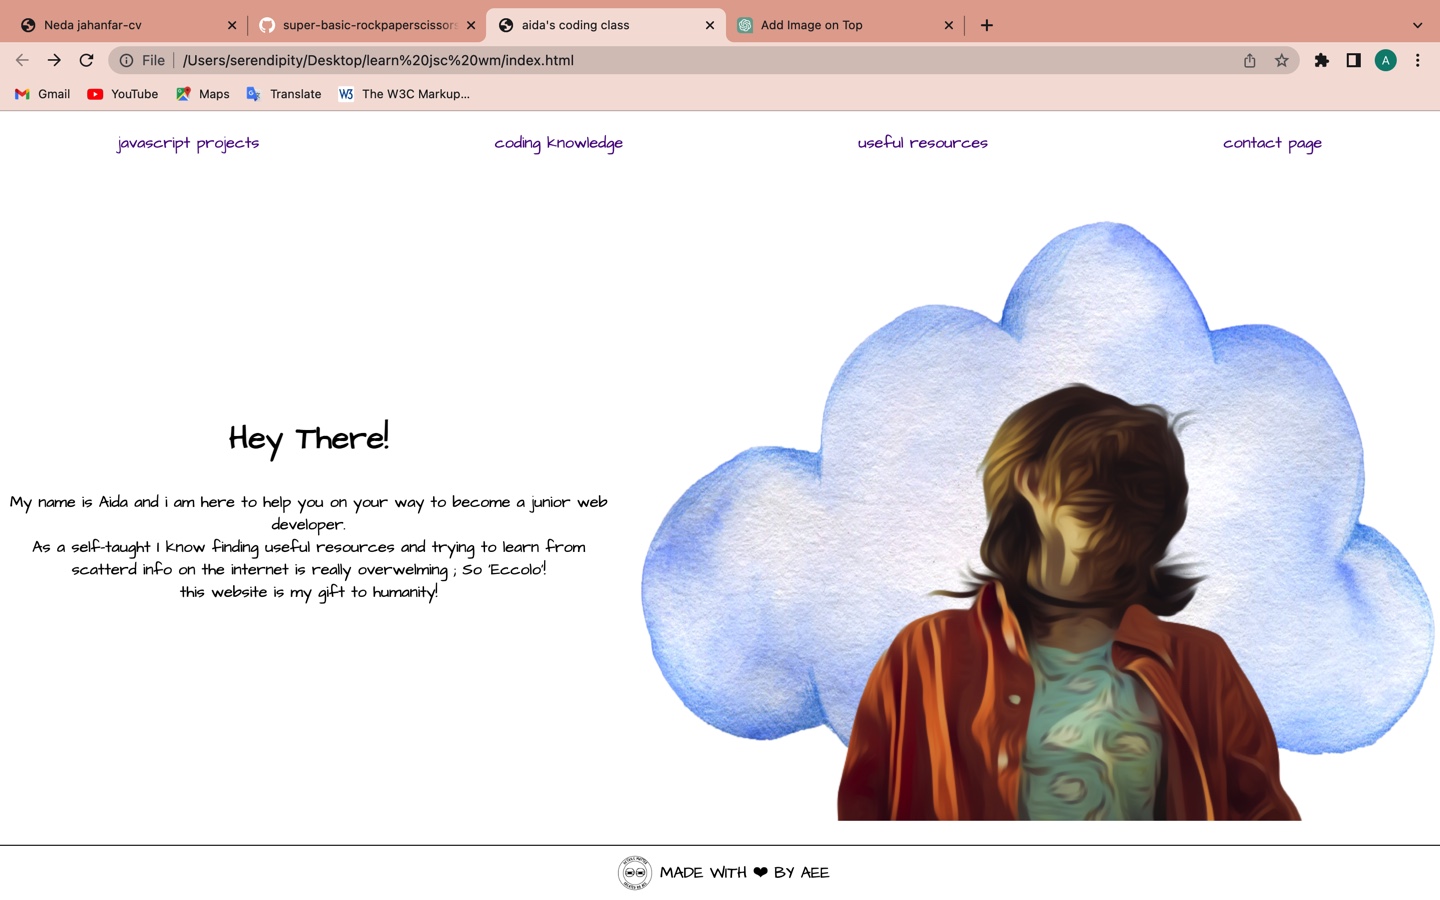 Neda jahanfar-cv
super-basic-rockpaperscissors
aida's coding class
Add Image on Top
File
/Users/serendipity/Desktop/learn%20jsc%20wm/index.html
A
Gmail
YouTube
Maps
Translate
The W3C Markup...
javascript projects
coding knowledge
useful resources
contact page
Hey There!
My name is Aida and i am here to help you on your way to become a junior web
developer.
As a self-taught I know finding useful resources and trying to learn from
scatterd info on the internet is really overwelming ; So 'Eccolo'!
this website is my gift to humanity!
MADE WITH ❤ BY AEE